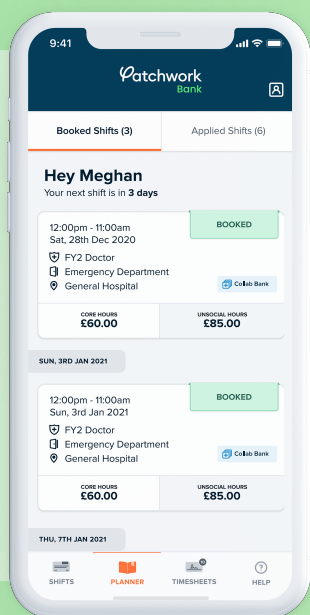 9:41
Patchwork
Bank
Booked Shifts (3)
Applied Shifts (6)
Hey Meghan
Your next shift is in 3 days
12:00pm - 11:00am
BOOKED
Sat, 28th Dec 2020
FY2 Doctor
Emergency Department
General Hospital
Collab Bank
CORE HOURS
£60.00
UNSOCIAL HOURS
£85.00
SUN, 3RD JAN 2021
12:00pm - 11:00am
BOOKED
Sun, 3rd Jan 2021
FY2 Doctor
Emergency Department
General Hospital
Collab Bank
CORE HOURS
£60.00
UNSOCIAL HOURS
£85.00
THU, 7TH JAN 2021
SHIFTS
PLANNER
TIMESHEETS
HELP